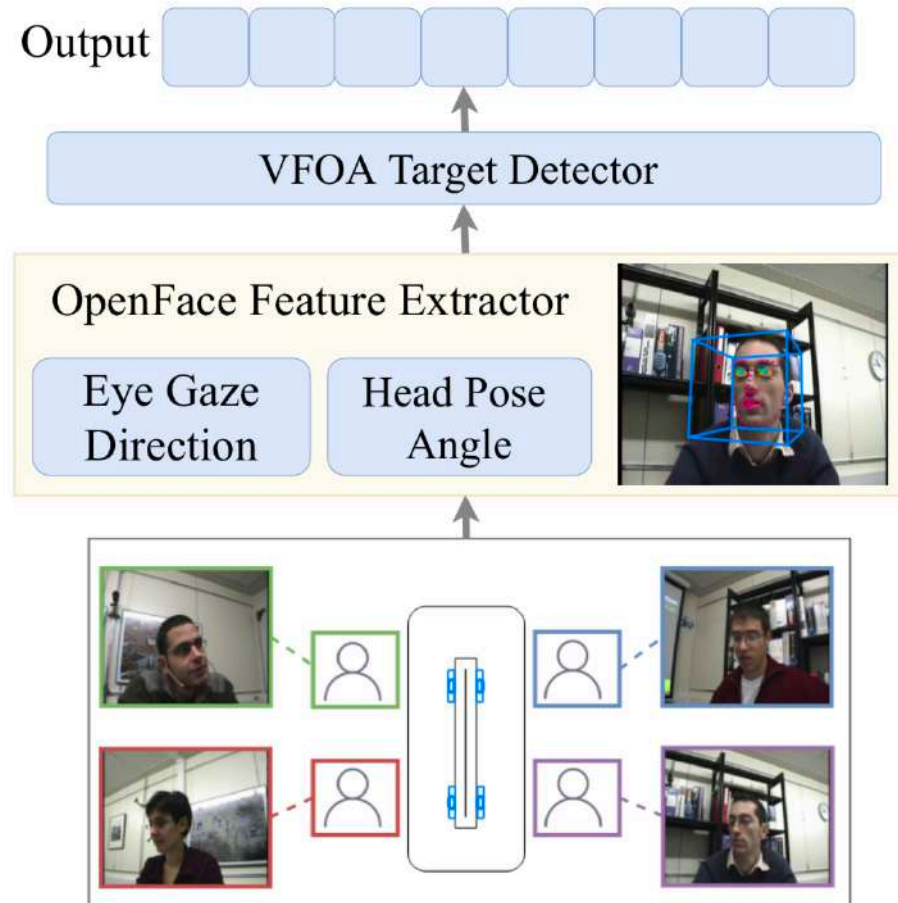 Output
VFOA Target Detector
OpenFace Feature Extractor
Eye Gaze
Direction
Head Pose
Angle